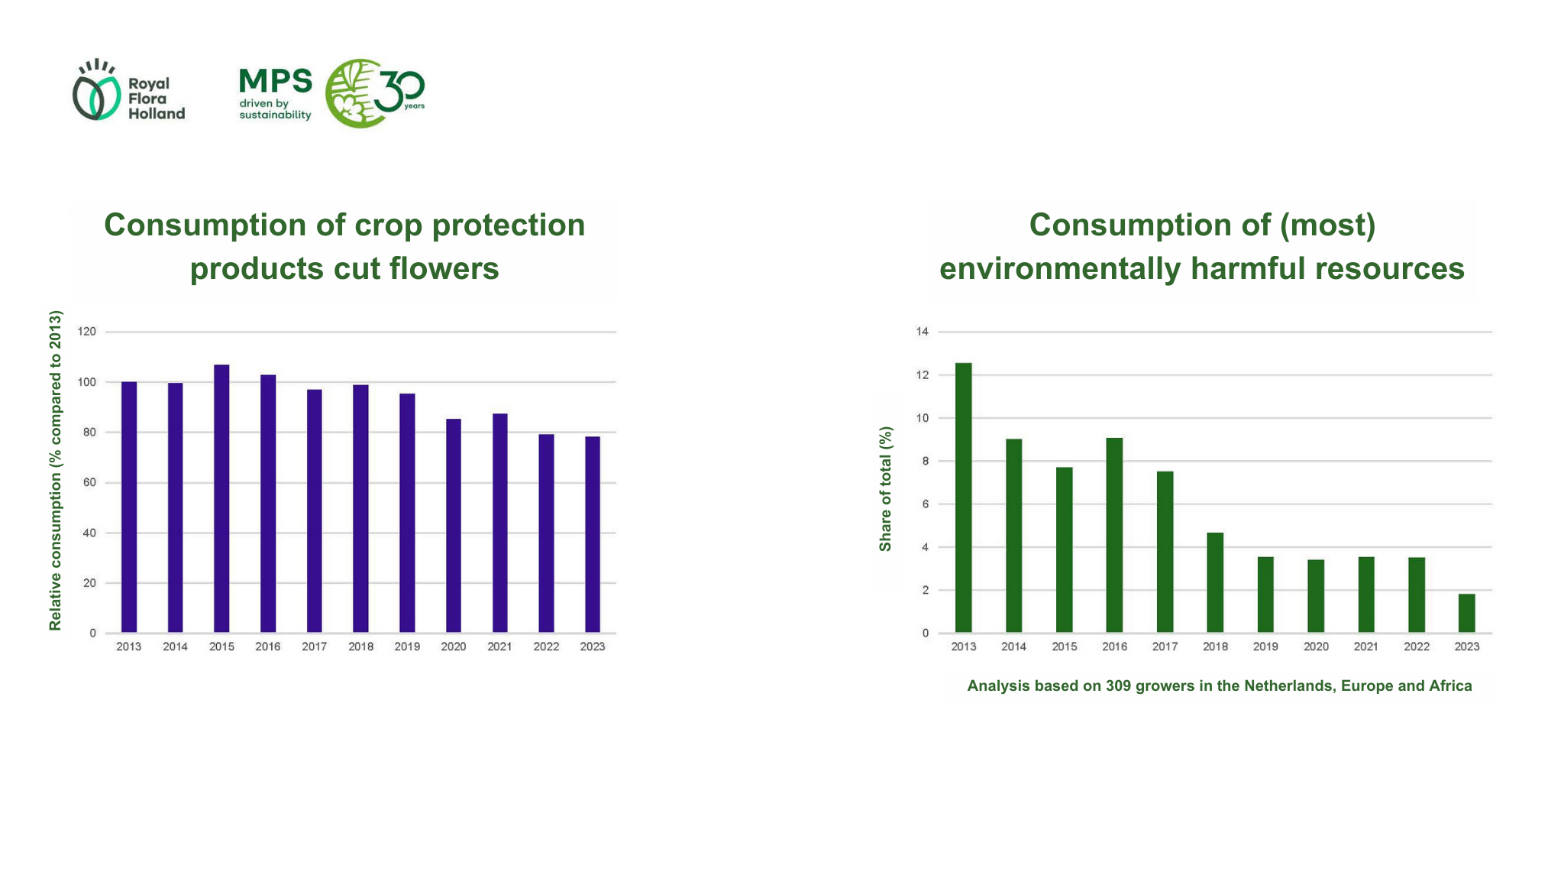 Royal
Flora
Holland
MPS
driven by
sustainability
30
years
Consumption of crop protection
products cut flowers
Relative consumption (% compared to 2013)
120
100
80
60
40
20
0
2013 2014 2015 2016 2017 2018 2019 2020 2021 2022 2023
Consumption of (most)
environmentally harmful resources
Share of total (%)
14
12
10
8
6
4
2
0
2013 2014 2015 2016 2017 2018 2019 2020 2021 2022 2023
Analysis based on 309 growers in the Netherlands, Europe and Africa